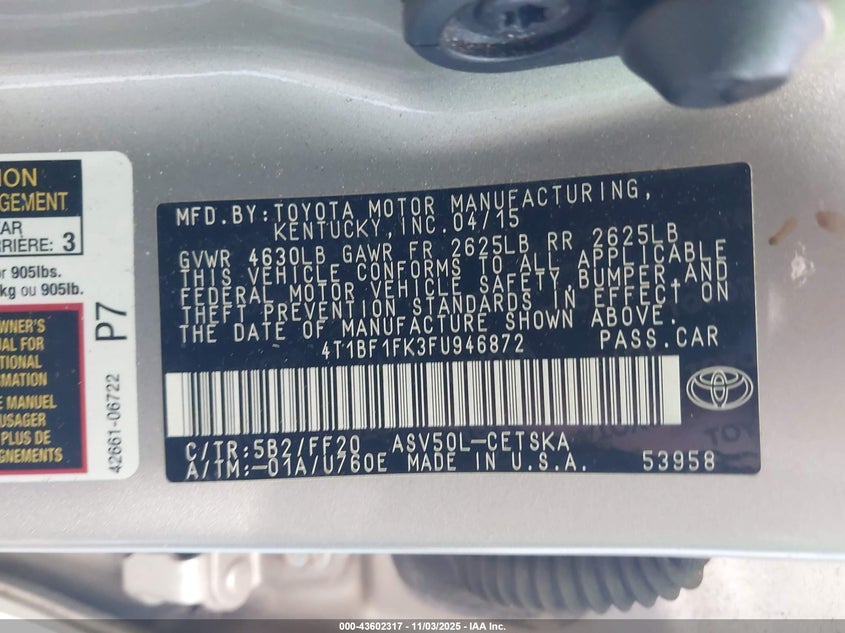 ION
GEMENT
AR
RRIÈRE: 3
or 905lbs.
kg ou 905lb.
WNER'S
UAL FOR
TIONAL
RMATION
E MANUEL
USAGER
PLUS DE
GNEMENTS
P7
42661-06722
MFD.BY:TOYOTA MOTOR MANUFACTURING,
KENTUCKY,INC.04/15
GVWR 4630LB GAWR FR 2625LB RR 2625LB
THIS VEHICLE CONFORMS TO ALL APPLICABLE
FEDERAL MOTOR VEHICLE SAFETY,BUMPER,AND
THEFT PREVENTION STANDARDS IN EFFECT ON
THE DATE OF MANUFACTURE SHOWN ABOVE.
4T1BF1FK3FU946872 PASS.CAR
C/TR:5B2/FF20 ASV50L-CETSKA
A/TM:-01A/U760E MADE IN U.S.A. 53958
000-43602317 - 11/03/2025 - IAA Inc.